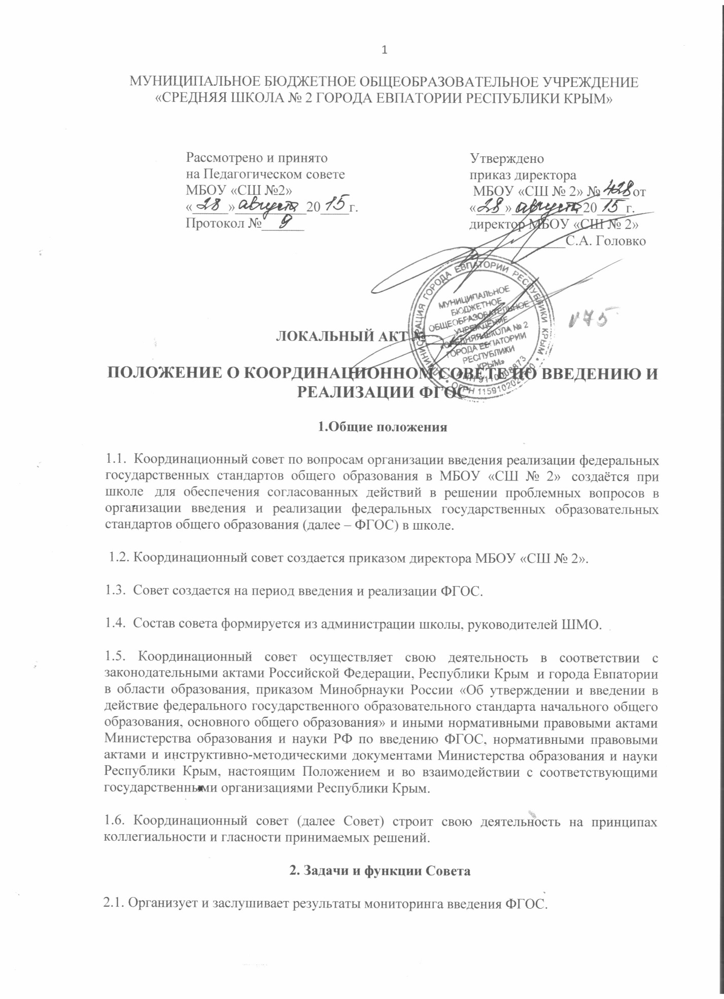 1
МУНИЦИПАЛЬНОЕ БЮДЖЕТНОЕ ОБЩЕОБРАЗОВАТЕЛЬНОЕ УЧРЕЖДЕНИЕ
«СРЕДНЯЯ ШКОЛА № 2 ГОРОДА ЕВПАТОРИИ РЕСПУБЛИКИ КРЫМ»
Рассмотрено и принято
на Педагогическом совете
МБОУ «СШ №2»
« 28 » августа 20 15 г.
Протокол № 9
Утверждено
приказ директора
МБОУ «СШ № 2» № 428 от
« 28 » августа 20 15 г.
директор МБОУ «СШ № 2»
С.А. Головко
АДМИНИСТРАЦИЯ ГОРОДА ЕВПАТОРИИ РЕСПУБЛИКИ КРЫМ
МУНИЦИПАЛЬНОЕ
БЮДЖЕТНОЕ
ОБЩЕОБРАЗОВАТЕЛЬНОЕ
УЧРЕЖДЕНИЕ
«СРЕДНЯЯ ШКОЛА № 2
ГОРОДА ЕВПАТОРИИ
РЕСПУБЛИКИ
КРЫМ»
ИНН
ОГРН
ЛОКАЛЬНЫЙ АКТ №
ПОЛОЖЕНИЕ О КООРДИНАЦИОННОМ СОВЕТЕ ПО ВВЕДЕНИЮ И
РЕАЛИЗАЦИИ ФГОС
1.Общие положения
1.1. Координационный совет по вопросам организации введения реализации федеральных
государственных стандартов общего образования в МБОУ «СШ № 2» создаётся при
школе для обеспечения согласованных действий в решении проблемных вопросов в
организации введения и реализации федеральных государственных образовательных
стандартов общего образования (далее – ФГОС) в школе.
1.2. Координационный совет создается приказом директора МБОУ «СШ № 2».
1.3. Совет создается на период введения и реализации ФГОС.
1.4. Состав совета формируется из администрации школы, руководителей ШМО.
1.5. Координационный совет осуществляет свою деятельность в соответствии с
законодательными актами Российской Федерации, Республики Крым и города Евпатории
в области образования, приказом Минобрнауки России «Об утверждении и введении в
действие федерального государственного образовательного стандарта начального общего
образования, основного общего образования» и иными нормативными правовыми актами
Министерства образования и науки РФ по введению ФГОС, нормативными правовыми
актами и инструктивно-методическими документами Министерства образования и науки
Республики Крым, настоящим Положением и во взаимодействии с соответствующими
государственными организациями Республики Крым.
1.6. Координационный совет (далее Совет) строит свою деятельность на принципах
коллегиальности и гласности принимаемых решений.
2. Задачи и функции Совета
2.1. Организует и заслушивает результаты мониторинга введения ФГОС.